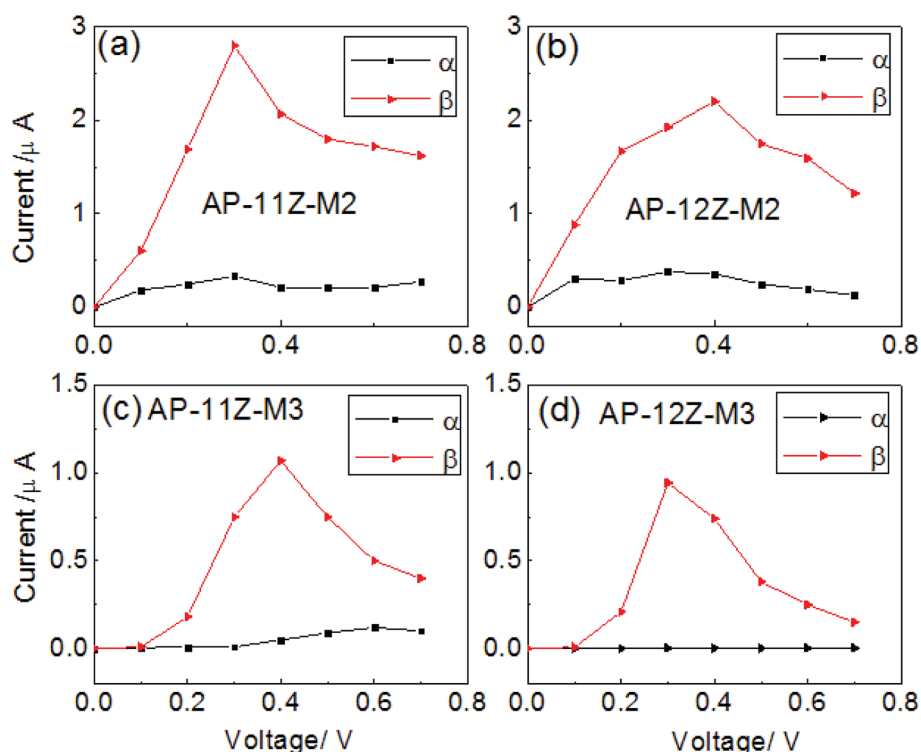 (a)
α
β
AP-11Z-M2
Current /μ A
3
2
1
0
0.0 0.4 0.8
(b)
α
β
AP-12Z-M2
3
2
1
0
0.0 0.4 0.8
(c) AP-11Z-M3
α
β
Current /μ A
1.5
1.0
0.5
0.0
0.0 0.2 0.4 0.6 0.8
Voltage/ V
(d) AP-12Z-M3
α
β
1.5
1.0
0.5
0.0
0.0 0.2 0.4 0.6 0.8
Voltage/ V